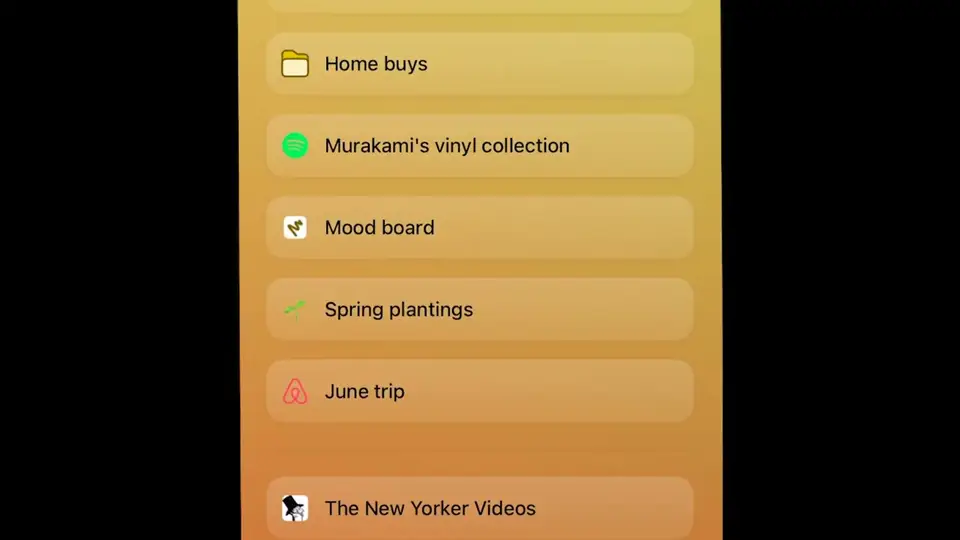 Home buys
Murakami's vinyl collection
Mood board
Spring plantings
June trip
The New Yorker Videos